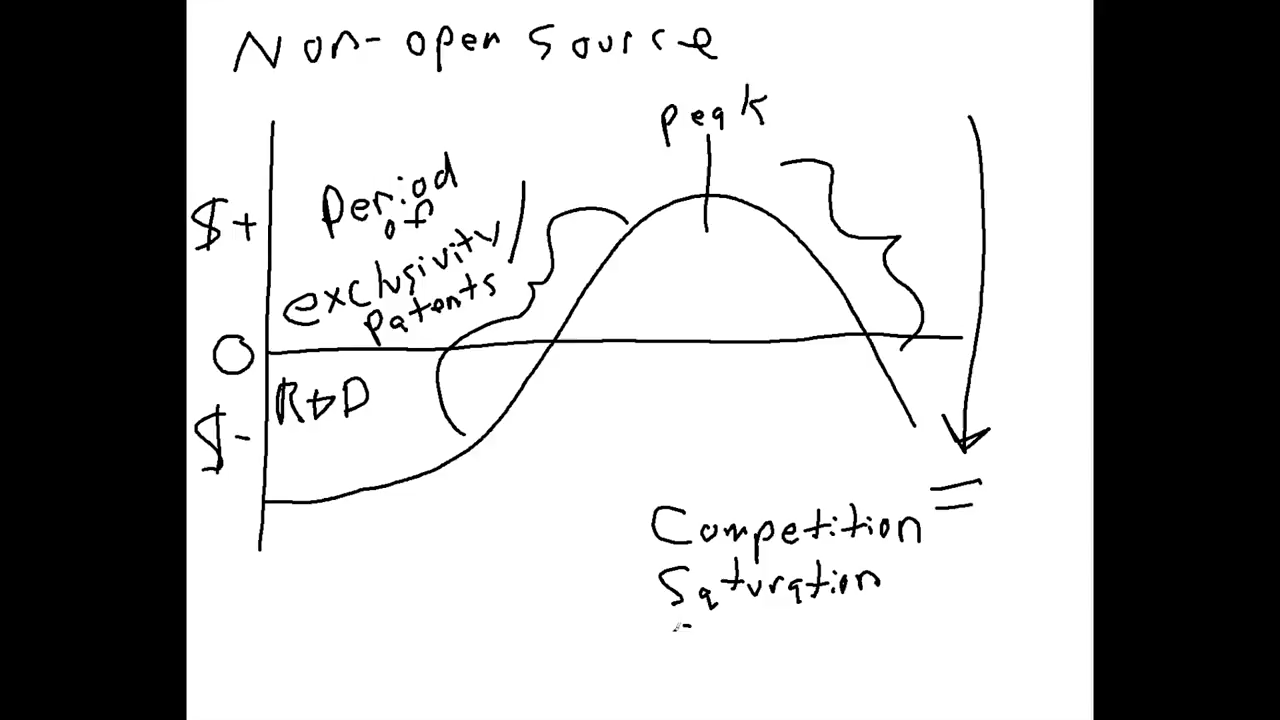 Non-open Source
peak
Period
of
exclusivity/
patents
$+
0
R&D
$-
=
Competition
Saturation